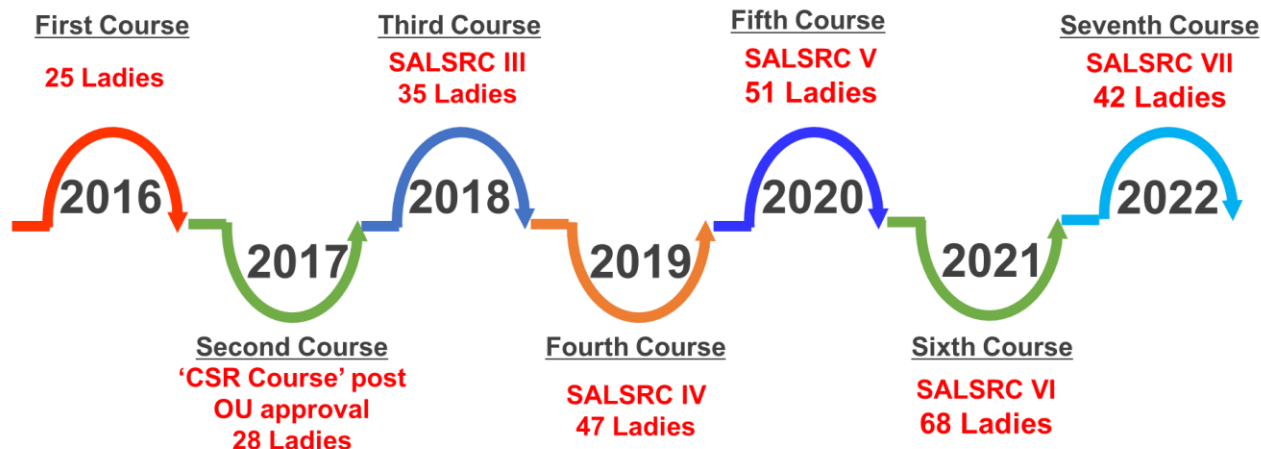 First Course
25 Ladies
2016
2017
Second Course
‘CSR Course’ post
OU approval
28 Ladies
Third Course
SALSRC III
35 Ladies
2018
2019
Fourth Course
SALSRC IV
47 Ladies
Fifth Course
SALSRC V
51 Ladies
2020
2021
Sixth Course
SALSRC VI
68 Ladies
Seventh Course
SALSRC VII
42 Ladies
2022